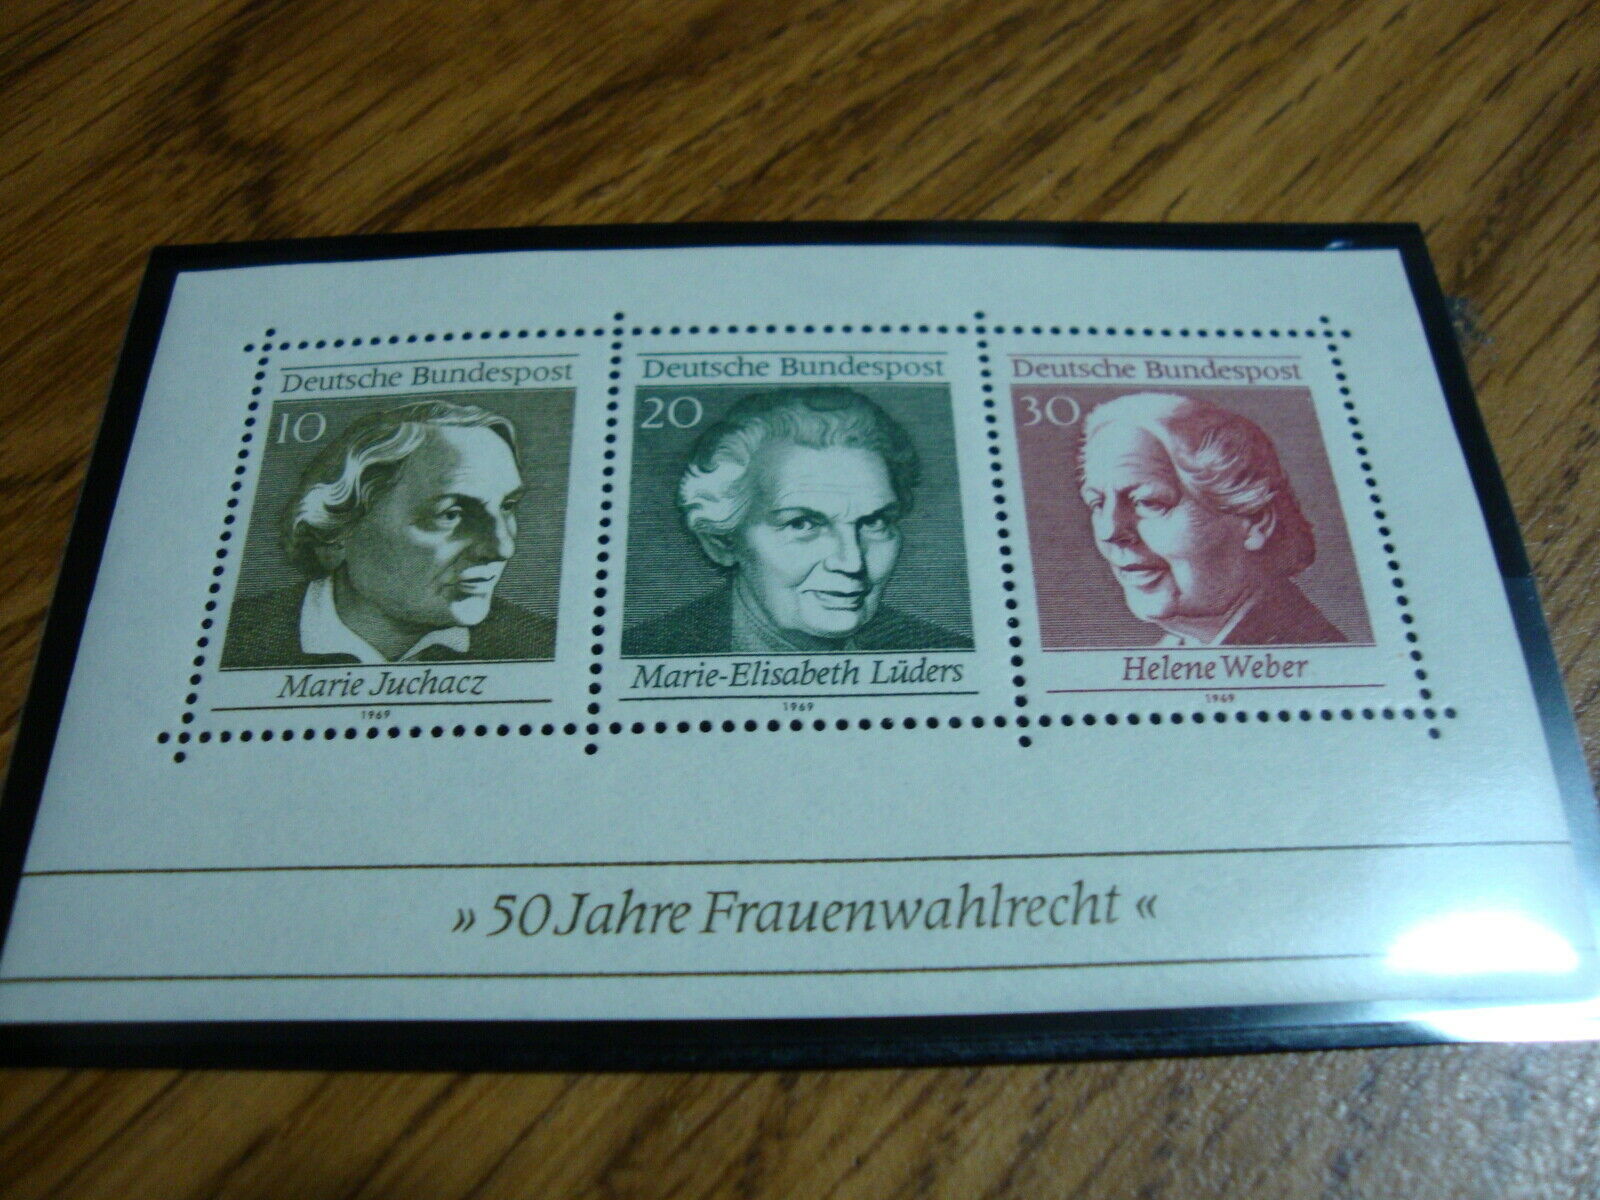 Deutsche Bundespost
10
Marie Juchacz
1969
Deutsche Bundespost
20
Marie-Elisabeth Lüders
1969
Deutsche Bundespost
30
Helene Weber
1969
»50 Jahre Frauenwahlrecht«